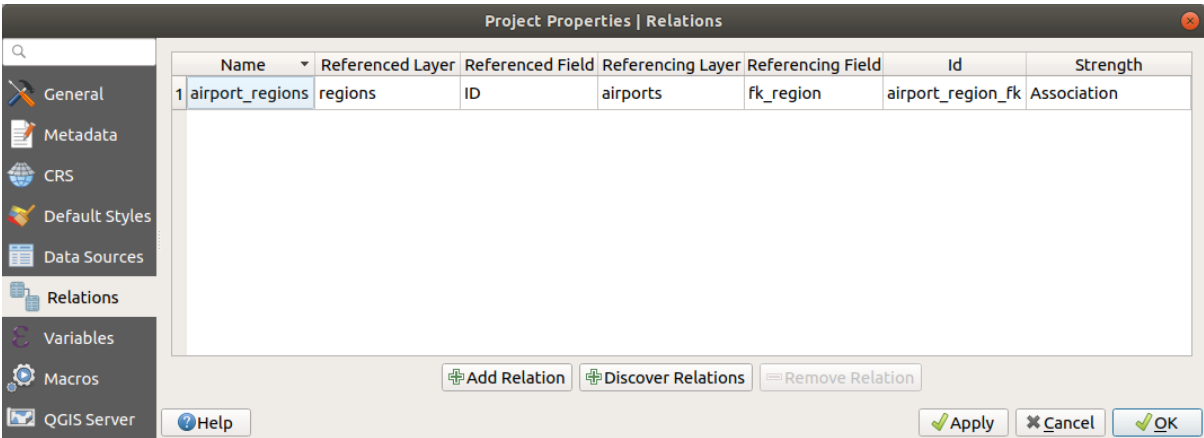 Project Properties | Relations
General
Metadata
CRS
Default Styles
Data Sources
Relations
Variables
Macros
QGIS Server
Name Referenced Layer Referenced Field Referencing Layer Referencing Field Id Strength
1 airport_regions regions ID airports fk_region airport_region_fk Association
Add Relation Discover Relations Remove Relation
Help Apply Cancel OK